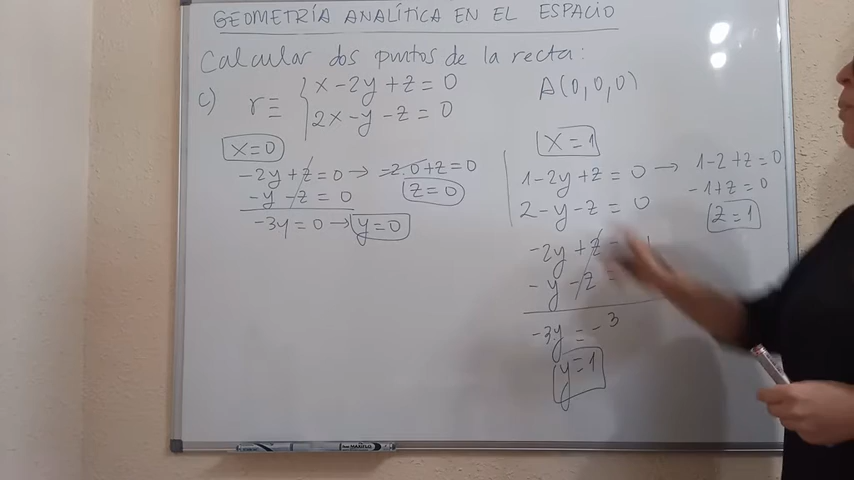 GEOMETRÍA ANALÍTICA EN EL ESPACIO
Calcular dos puntos de la recta:
c) r≡ { x - 2y + z = 0
2x - y - z = 0
A(0,0,0)
x=0
-2y + z = 0 → -2·0 + z = 0
-y - z = 0
z=0
-3y = 0 → y=0
x=1
1 - 2y + z = 0 → 1 - 2 + z = 0
2 - y - z = 0
-1 + z = 0
z=1
-2y + z
- y - z =
-3y = -3
y=1